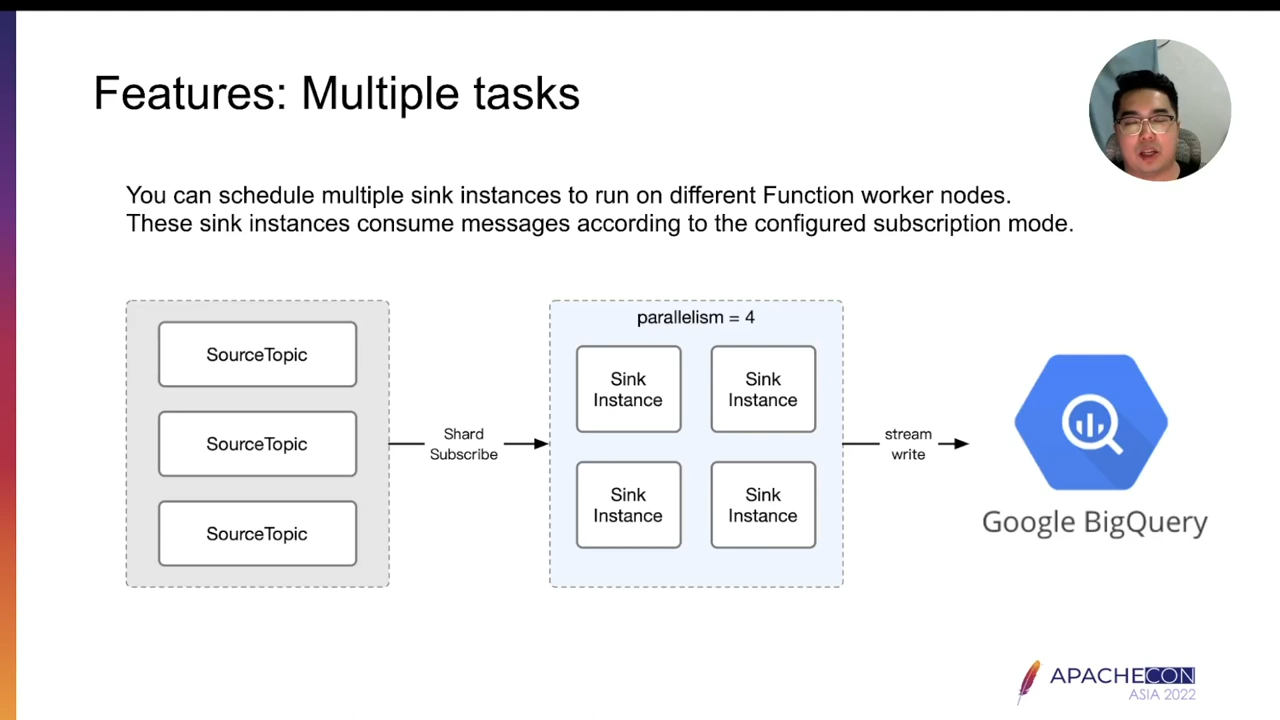 Features: Multiple tasks
You can schedule multiple sink instances to run on different Function worker nodes.
These sink instances consume messages according to the configured subscription mode.
SourceTopic
SourceTopic
SourceTopic
Shard
Subscribe
parallelism = 4
Sink
Instance
Sink
Instance
Sink
Instance
Sink
Instance
stream
write
Google BigQuery
APACHECON
ASIA 2022